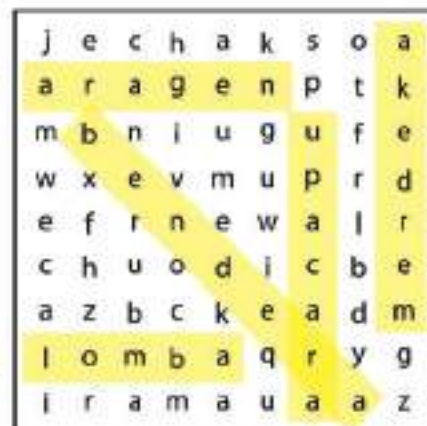 j e c h a k s o a
a r a g e n p t k
m b n i u g u f e
w x e v m u p r d
e f r n e w a l r
c h u o d i c b e
a z b c k e a d m
l o m b a q r y g
i r a m a u a a z